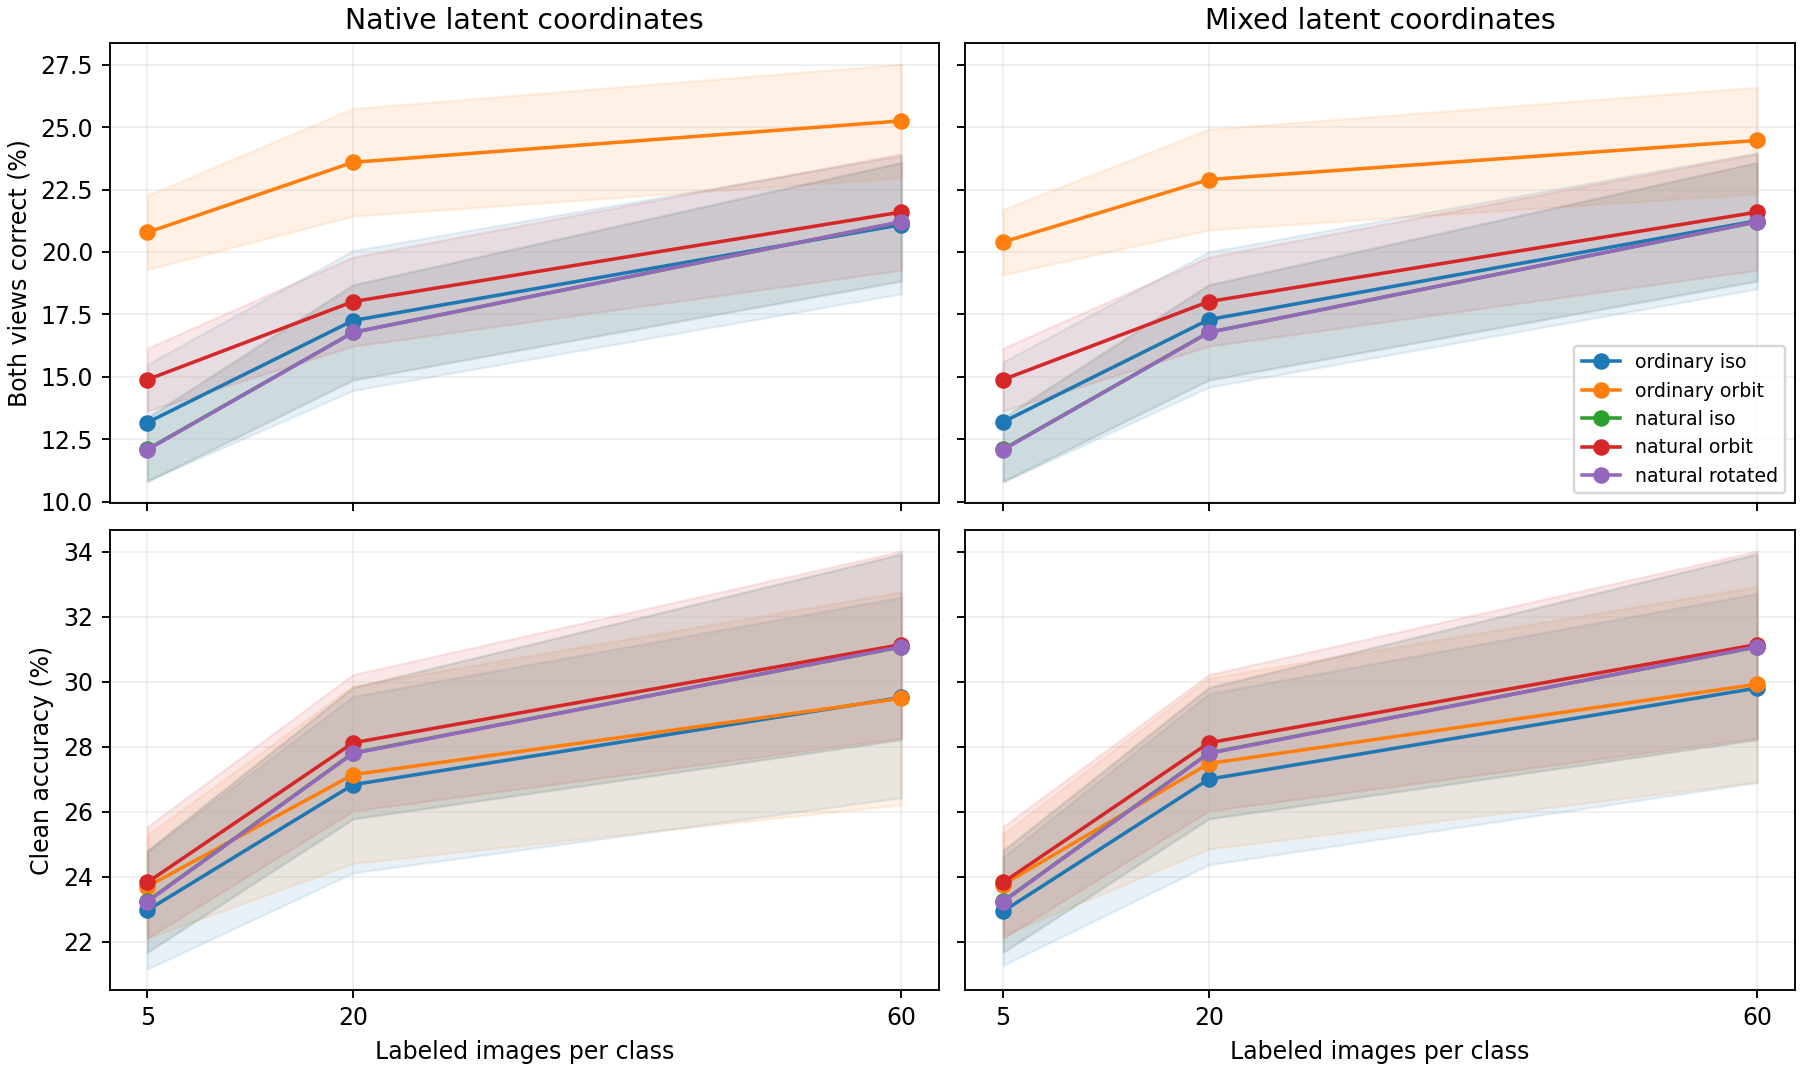 Native latent coordinates
Mixed latent coordinates
Both views correct (%)
27.5
25.0
22.5
20.0
17.5
15.0
12.5
10.0
ordinary iso
ordinary orbit
natural iso
natural orbit
natural rotated
Clean accuracy (%)
34
32
30
28
26
24
22
5 20 60
5 20 60
Labeled images per class
Labeled images per class